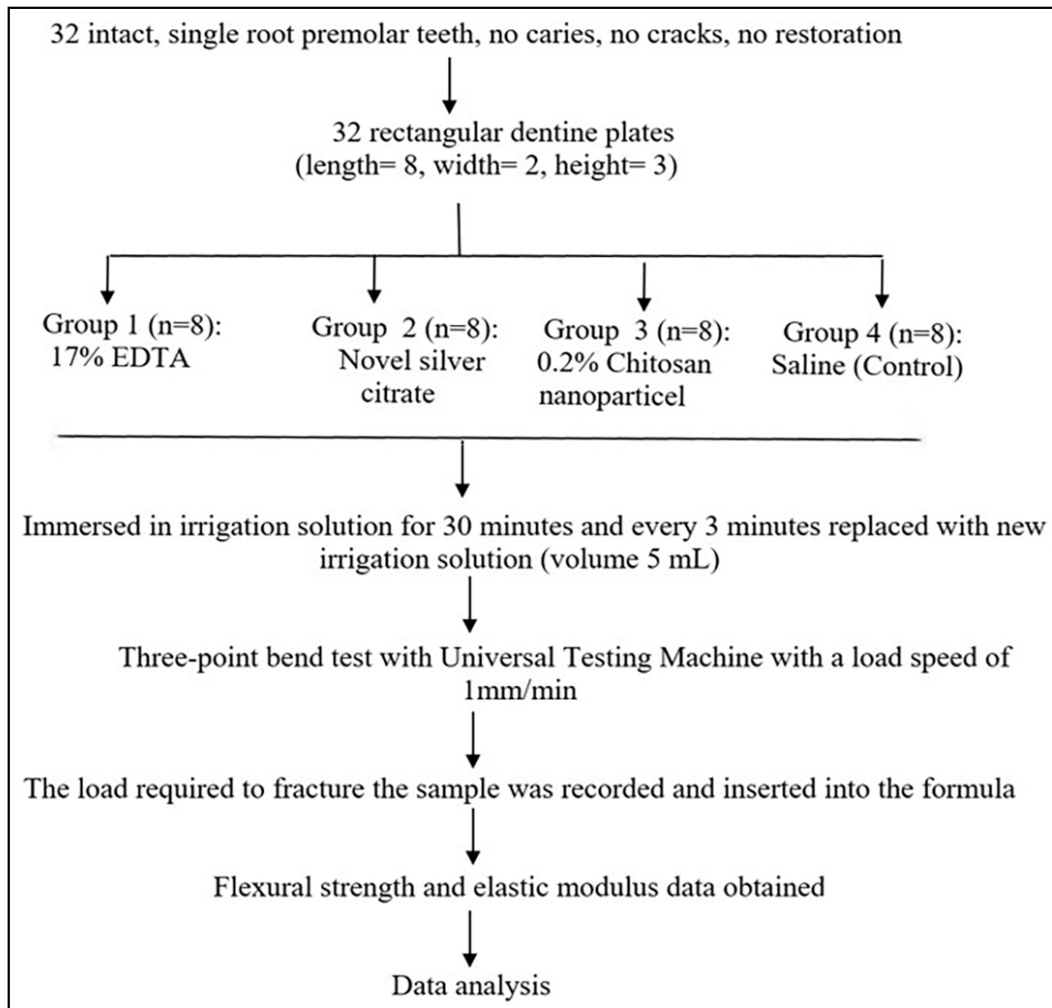 32 intact, single root premolar teeth, no caries, no cracks, no restoration
32 rectangular dentine plates
(length= 8, width= 2, height= 3)
Group 1 (n=8):
17% EDTA
Group 2 (n=8):
Novel silver
citrate
Group 3 (n=8):
0.2% Chitosan
nanoparticel
Group 4 (n=8):
Saline (Control)
Immersed in irrigation solution for 30 minutes and every 3 minutes replaced with new
irrigation solution (volume 5 mL)
Three-point bend test with Universal Testing Machine with a load speed of
1mm/min
The load required to fracture the sample was recorded and inserted into the formula
Flexural strength and elastic modulus data obtained
Data analysis